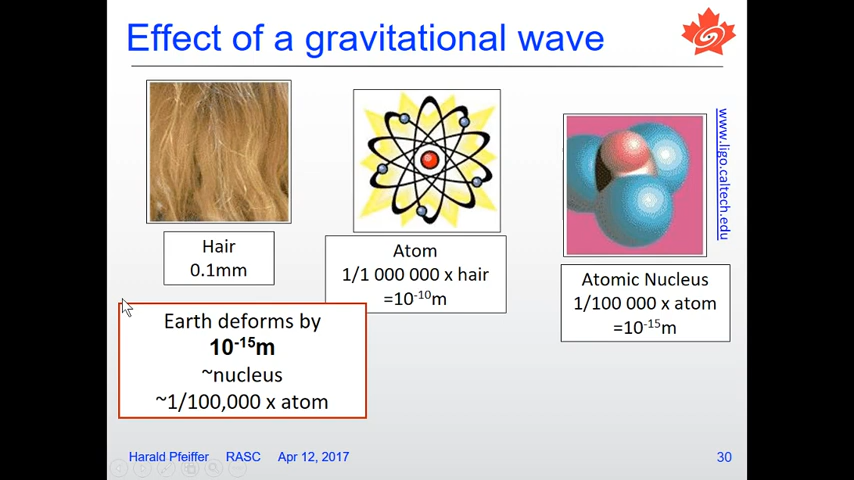 Effect of a gravitational wave
www.ligo.caltech.edu
Hair
0.1mm
Atom
1/1 000 000 x hair
=10⁻¹⁰m
Atomic Nucleus
1/100 000 x atom
=10⁻¹⁵m
Earth deforms by
10⁻¹⁵m
~nucleus
~1/100,000 x atom
Harald Pfeiffer RASC Apr 12, 2017
30